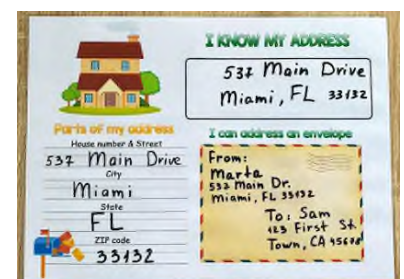 I KNOW MY ADDRESS
537 Main Drive
Miami, FL 33132
Parts of my address
House number & Street
537 Main Drive
City
Miami
State
FL
ZIP code
33132
I can address an envelope
From:
Marta
537 Main Dr.
Miami, FL 33132
To: Sam
123 First St.
Town, CA 45678